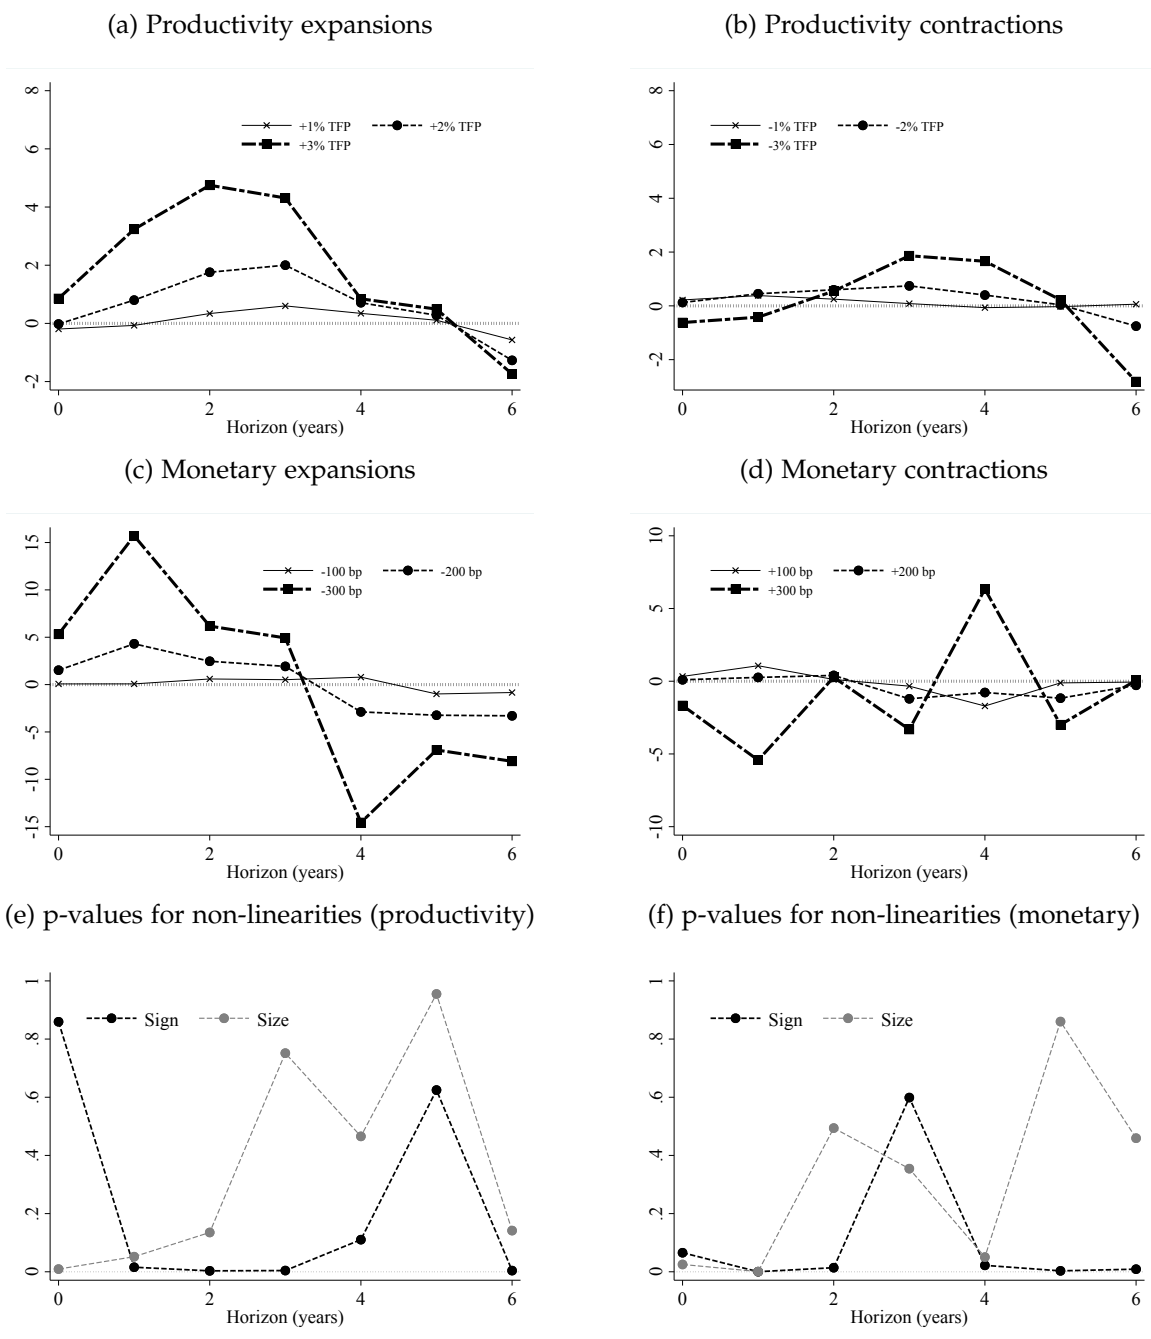 (a) Productivity expansions
(b) Productivity contractions
8
6
4
2
0
-2
+1% TFP
+2% TFP
+3% TFP
0
2
4
6
Horizon (years)
8
6
4
2
0
-2
-1% TFP
-2% TFP
-3% TFP
0
2
4
6
Horizon (years)
(c) Monetary expansions
(d) Monetary contractions
15
10
5
0
-5
-10
-15
-100 bp
-200 bp
-300 bp
0
2
4
6
Horizon (years)
10
5
0
-5
-10
+100 bp
+200 bp
+300 bp
0
2
4
6
Horizon (years)
(e) p-values for non-linearities (productivity)
(f) p-values for non-linearities (monetary)
1
.8
.6
.4
.2
0
Sign
Size
0
2
4
6
Horizon (years)
1
.8
.6
.4
.2
0
Sign
Size
0
2
4
6
Horizon (years)